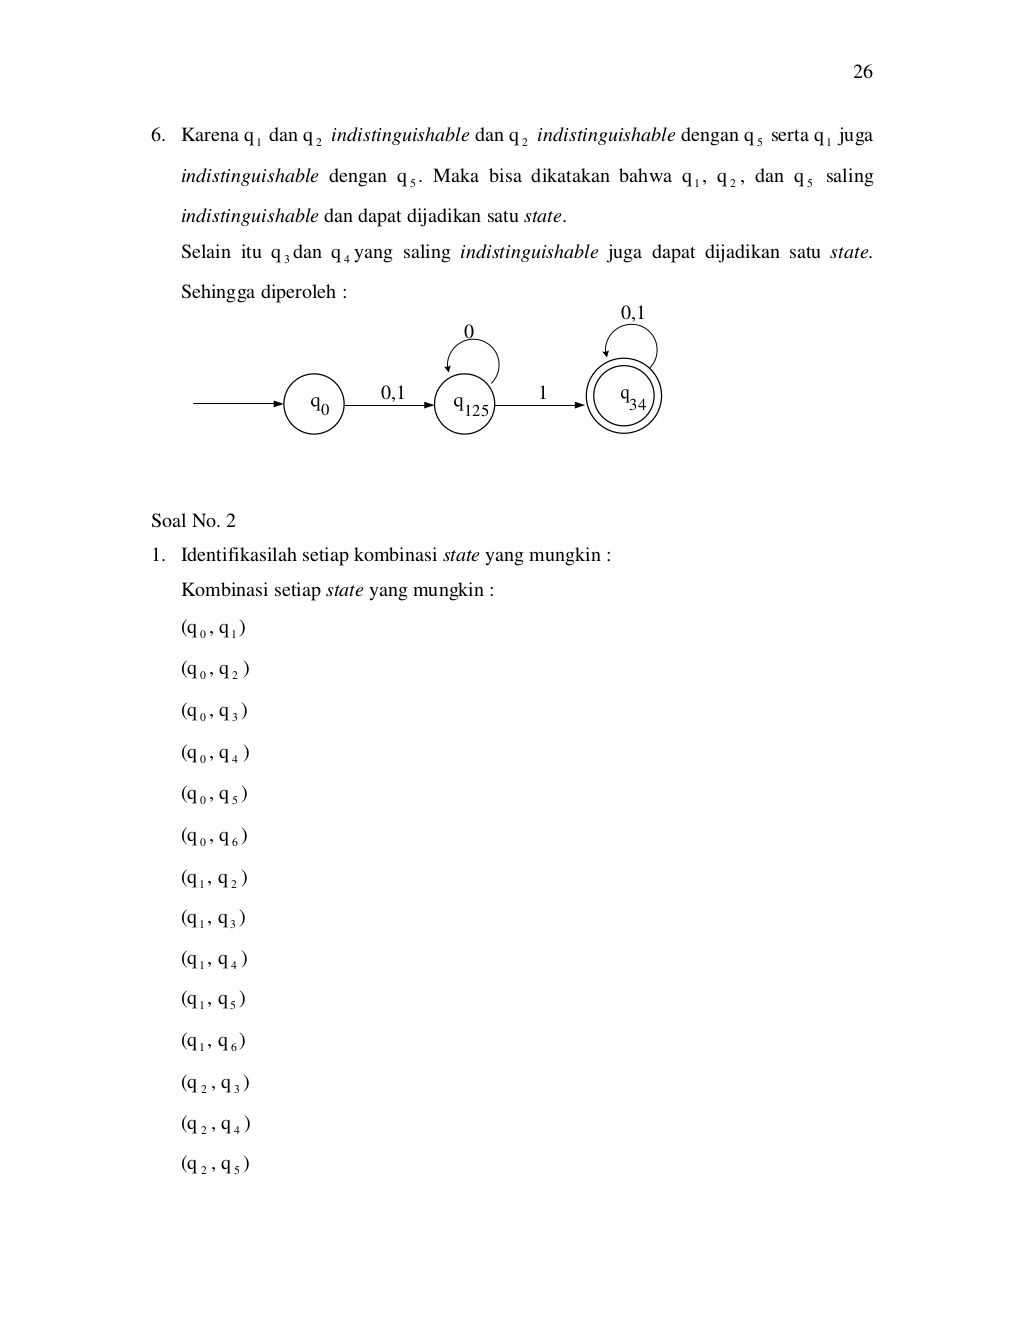 26
6. Karena q₁ dan q₂ indistinguishable dan q₂ indistinguishable dengan q₅ serta q₁ juga
indistinguishable dengan q₅. Maka bisa dikatakan bahwa q₁, q₂, dan q₅ saling
indistinguishable dan dapat dijadikan satu state.
Selain itu q₃ dan q₄ yang saling indistinguishable juga dapat dijadikan satu state.
Sehingga diperoleh :
0,1
0
q₀ 0,1 q₁₂₅ 1 q₃₄
Soal No. 2
1. Identifikasilah setiap kombinasi state yang mungkin :
Kombinasi setiap state yang mungkin :
(q₀, q₁)
(q₀, q₂)
(q₀, q₃)
(q₀, q₄)
(q₀, q₅)
(q₀, q₆)
(q₁, q₂)
(q₁, q₃)
(q₁, q₄)
(q₁, q₅)
(q₁, q₆)
(q₂, q₃)
(q₂, q₄)
(q₂, q₅)